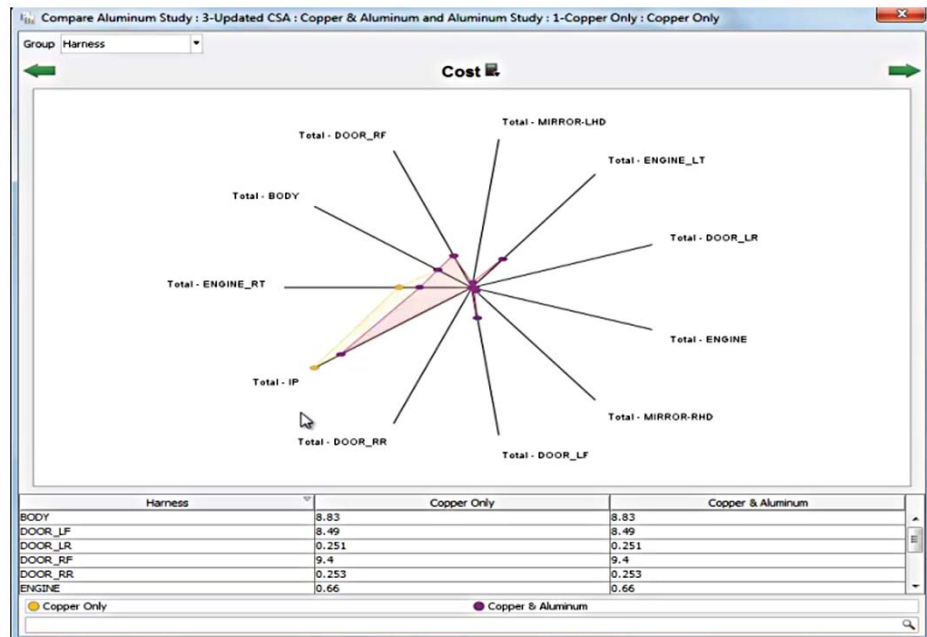 Compare Aluminum Study : 3-Updated CSA : Copper & Aluminum and Aluminum Study : 1-Copper Only : Copper Only
Group Harness
Cost
Total - MIRROR-LHD
Total - DOOR_RF
Total - ENGINE_LT
Total - BODY
Total - DOOR_LR
Total - ENGINE_RT
Total - ENGINE
Total - IP
Total - MIRROR-RHD
Total - DOOR_RR
Total - DOOR_LF
Harness Copper Only Copper & Aluminum
BODY 8.83 8.83
DOOR_LF 8.49 8.49
DOOR_LR 0.251 0.251
DOOR_RF 9.4 9.4
DOOR_RR 0.253 0.253
ENGINE 0.66 0.66
Copper Only Copper & Aluminum